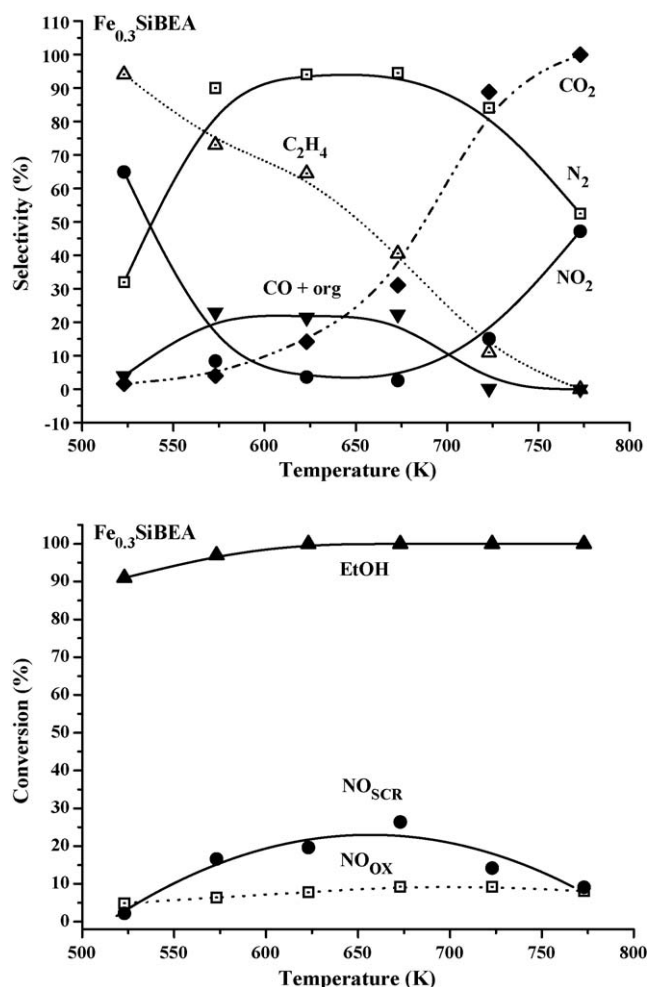 Fe0.3SiBEA
110
100
90
80
70
60
50
40
30
20
10
0
-10
Selectivity (%)
CO2
C2H4
N2
CO + org
NO2
500 550 600 650 700 750 800
Temperature (K)
Fe0.3SiBEA
100
90
80
70
60
50
40
30
20
10
0
Conversion (%)
EtOH
NOSCR
NOOX
500 550 600 650 700 750 800
Temperature (K)